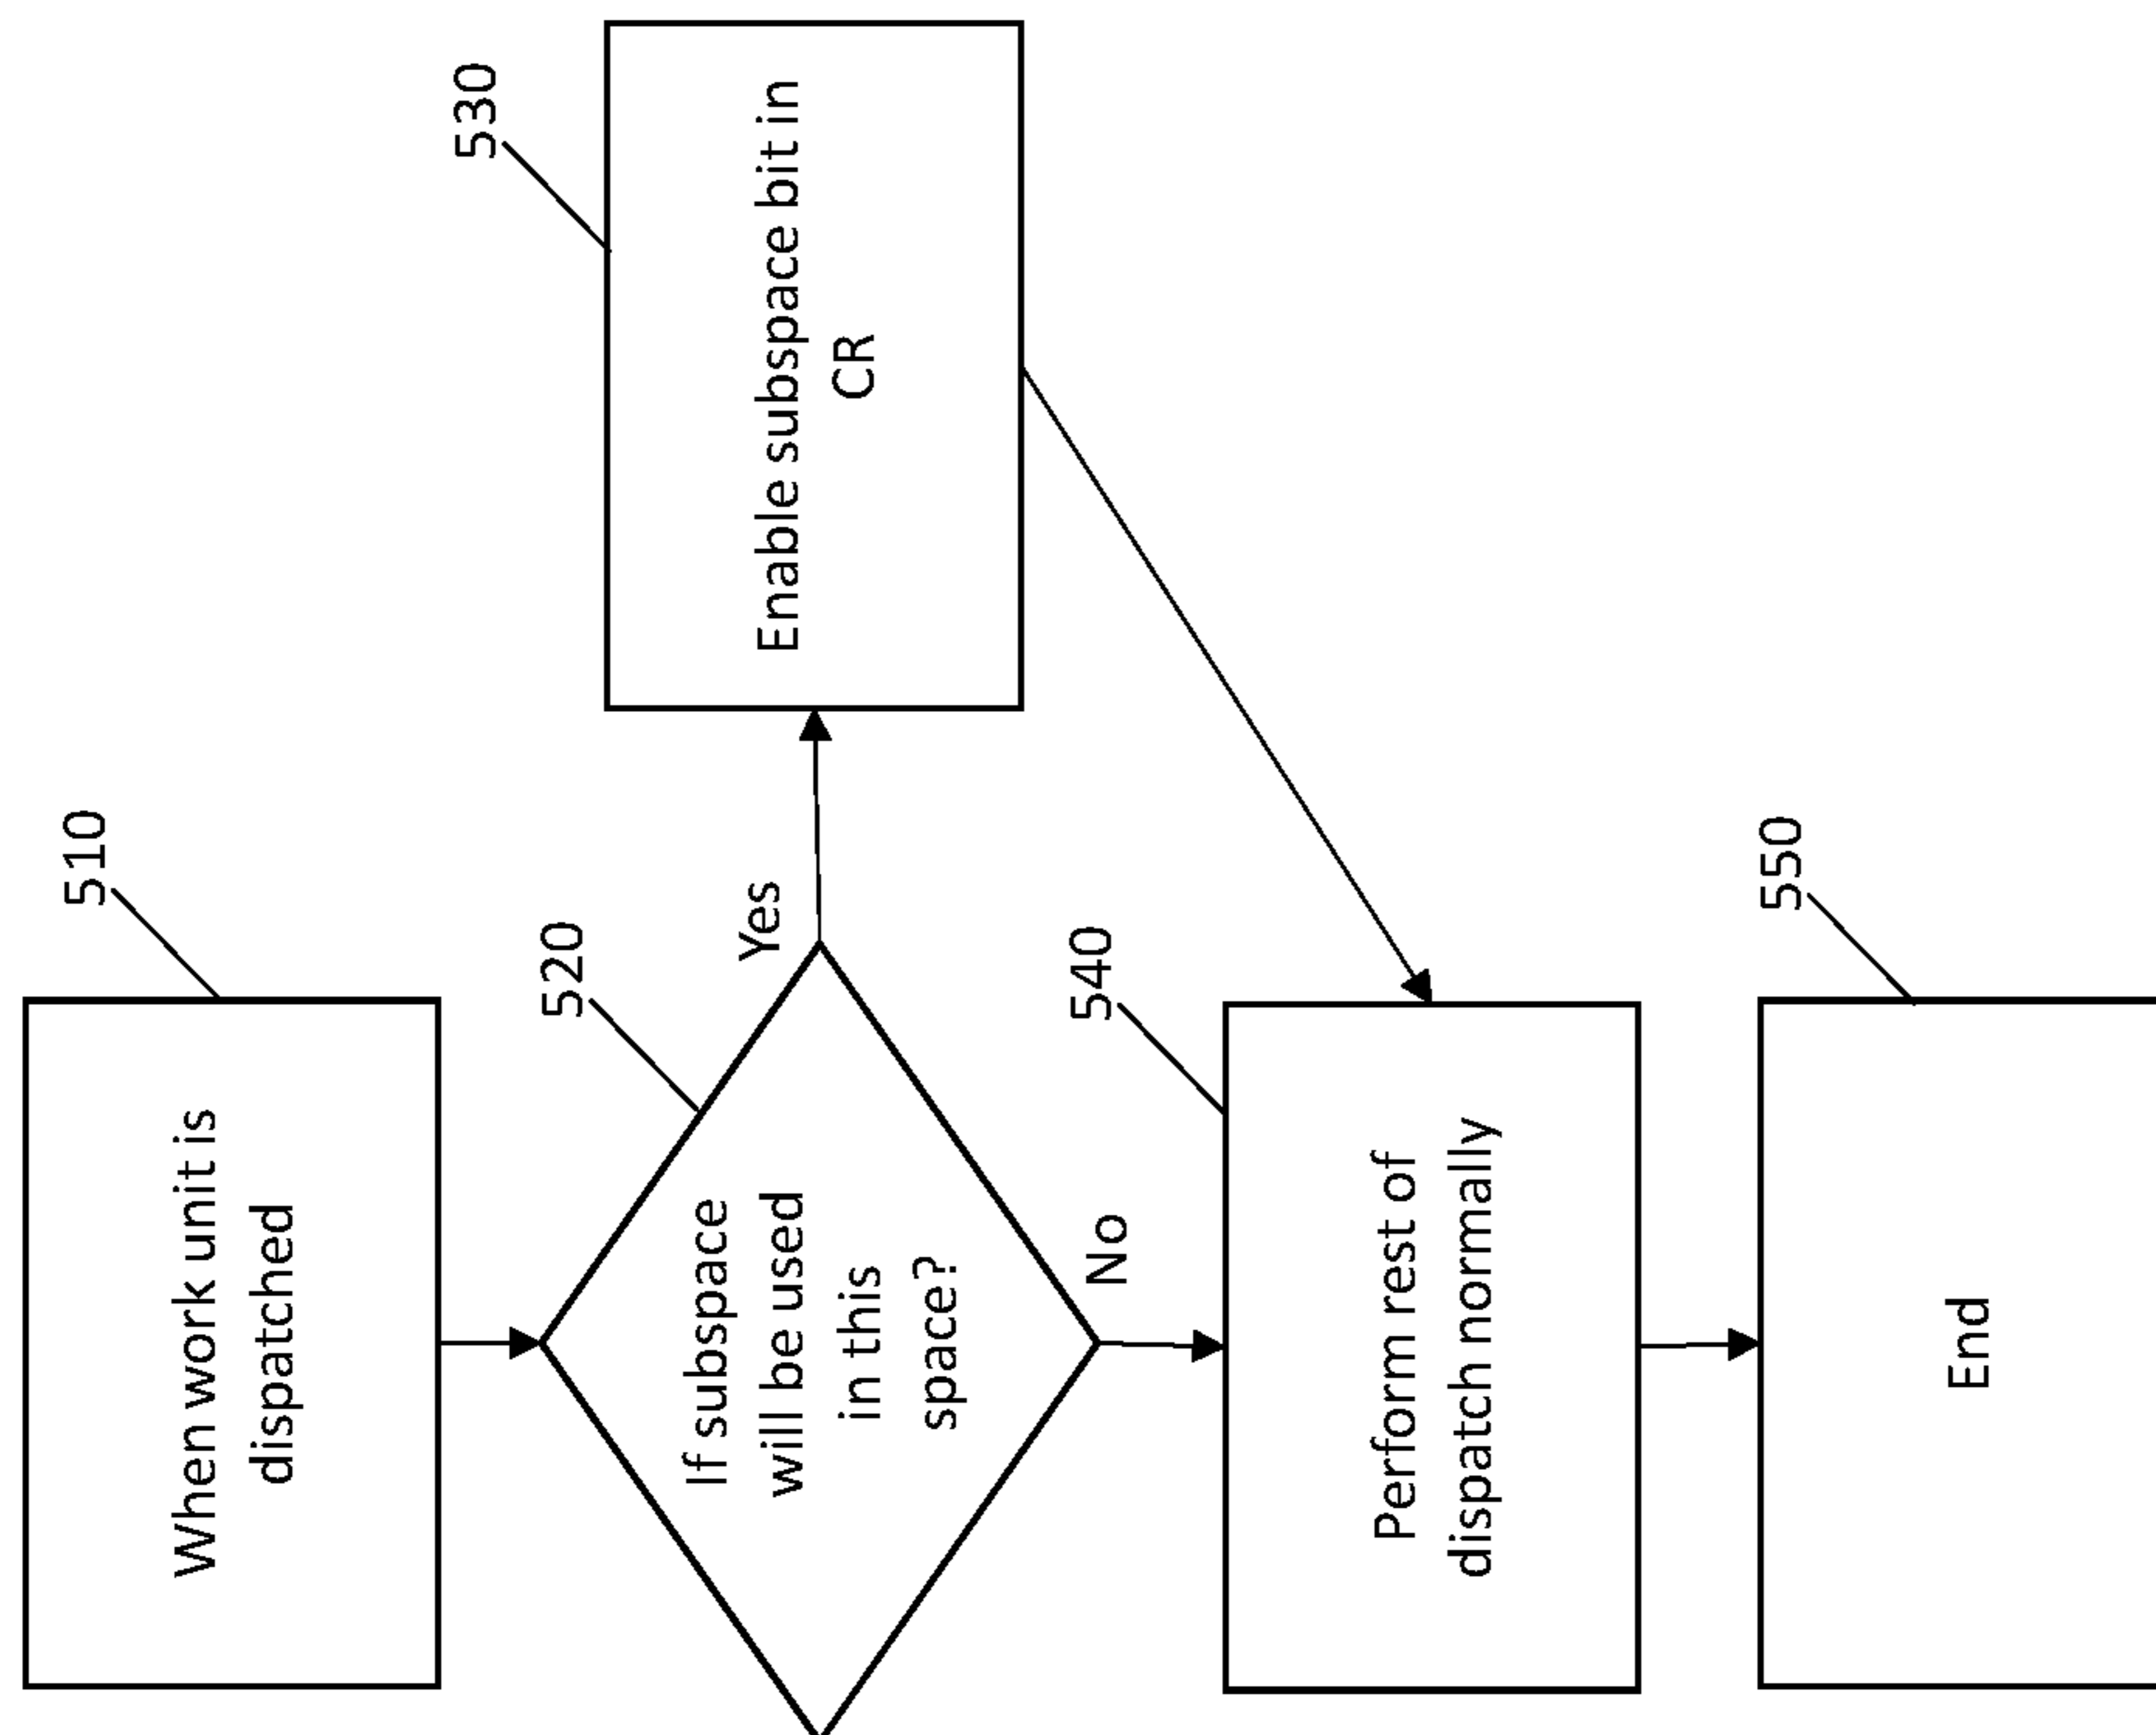 510
When work unit is
dispatched
520
If subspace
will be used
in this
space?
Yes
530
Enable subspace bit in
CR
No
540
Perform rest of
dispatch normally
550
End